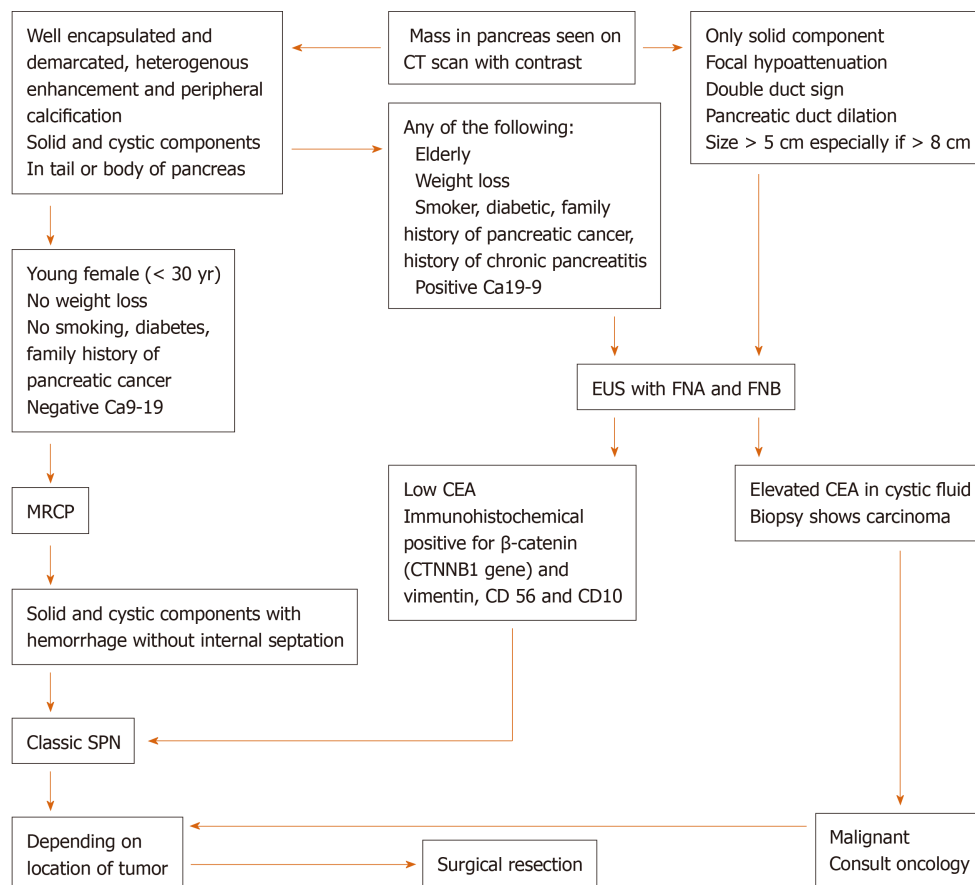 Well encapsulated and
demarcated, heterogenous
enhancement and peripheral
calcification
Solid and cystic components
In tail or body of pancreas
Mass in pancreas seen on
CT scan with contrast
Only solid component
Focal hypoattenuation
Double duct sign
Pancreatic duct dilation
Size > 5 cm especially if > 8 cm
Any of the following:
Elderly
Weight loss
Smoker, diabetic, family
history of pancreatic cancer,
history of chronic pancreatitis
Positive Ca19-9
Young female (< 30 yr)
No weight loss
No smoking, diabetes,
family history of
pancreatic cancer
Negative Ca9-19
EUS with FNA and FNB
MRCP
Low CEA
Immunohistochemical
positive for β-catenin
(CTNNB1 gene) and
vimentin, CD 56 and CD10
Elevated CEA in cystic fluid
Biopsy shows carcinoma
Solid and cystic components with
hemorrhage without internal septation
Classic SPN
Depending on
location of tumor
Surgical resection
Malignant
Consult oncology